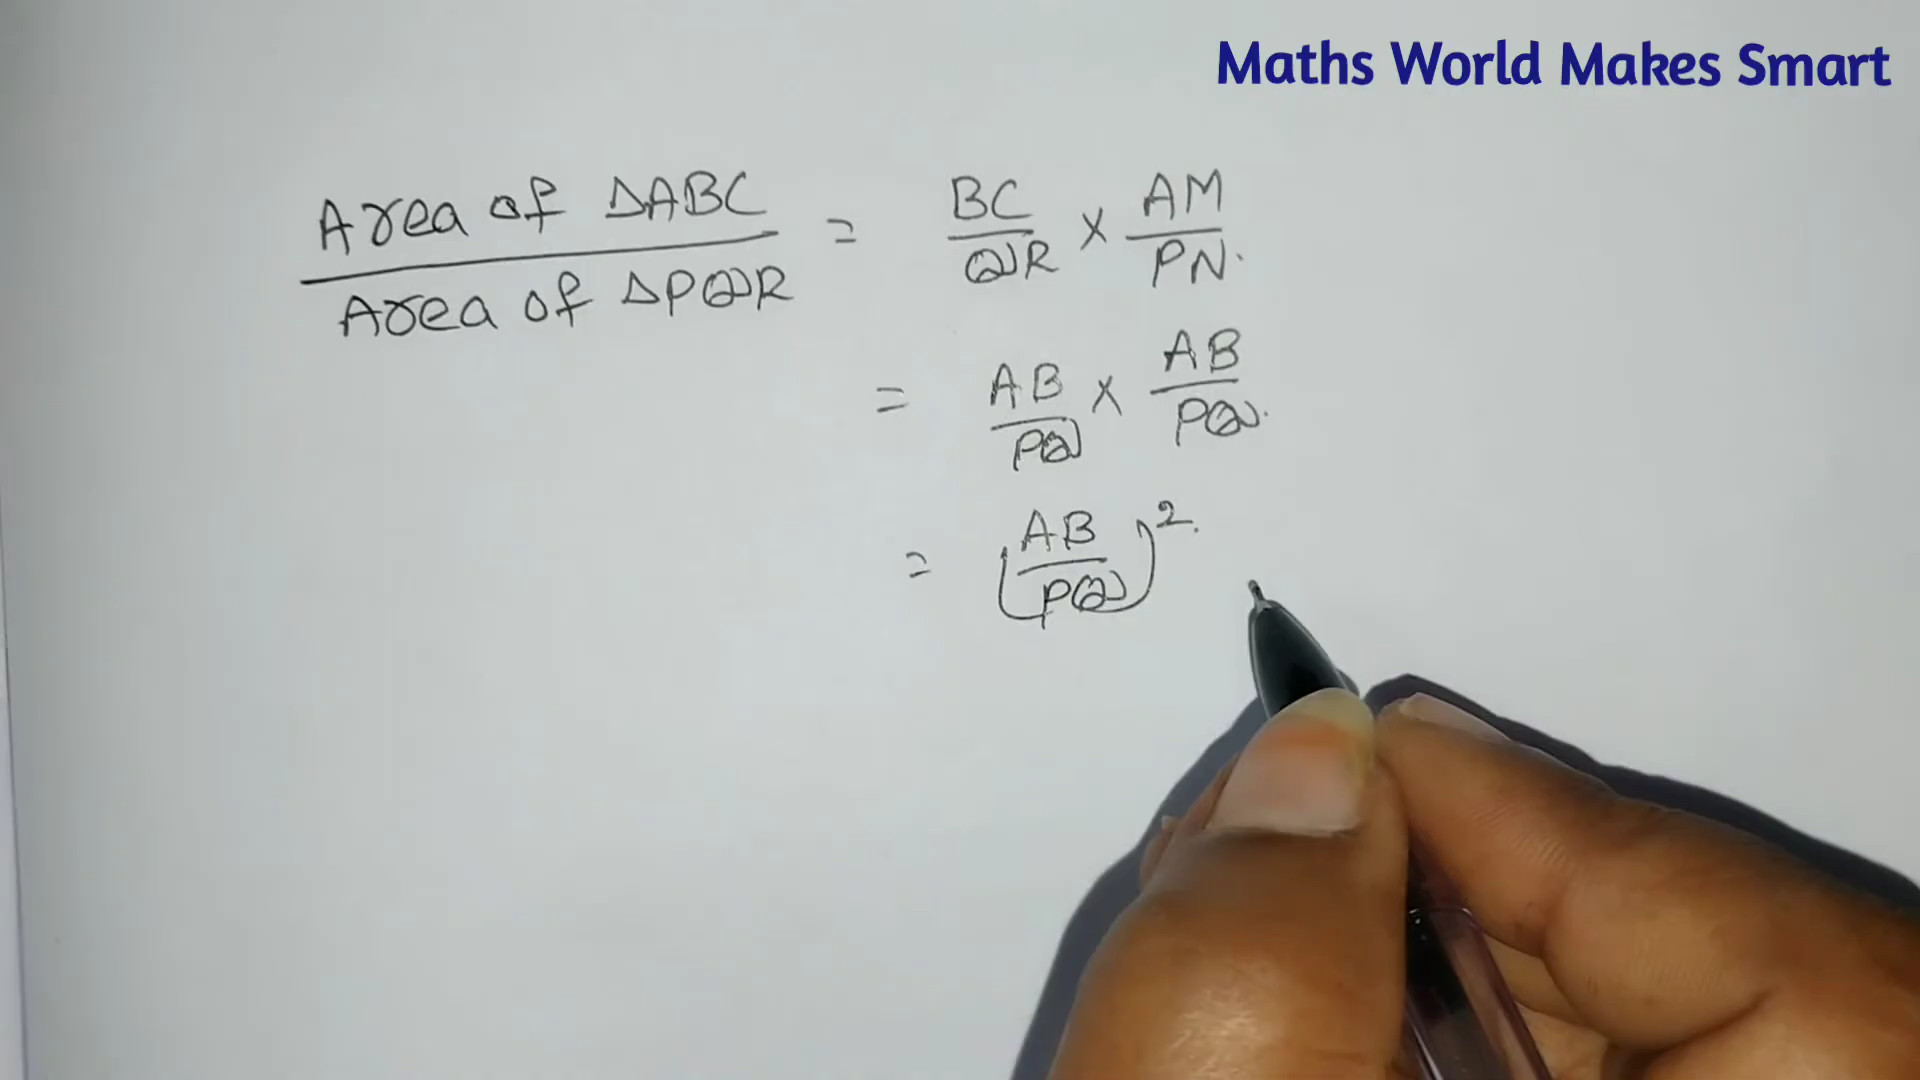 Maths World Makes Smart
Area of ΔABC / Area of ΔPQR = BC/QR × AM/PN.
= AB/PQ × AB/PQ.
= (AB/PQ)².